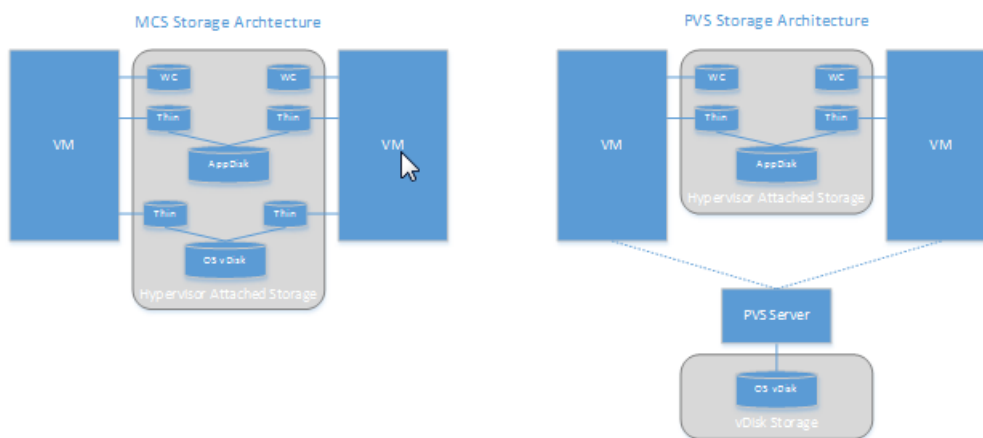 MCS Storage Archtecture
VM
WC
WC
Thin
Thin
AppDisk
Thin
Thin
OS vDisk
Hypervisor Attached Storage
VM
PVS Storage Architecture
VM
WC
WC
Thin
Thin
AppDisk
Hypervisor Attached Storage
VM
PVS Server
OS vDisk
vDisk Storage